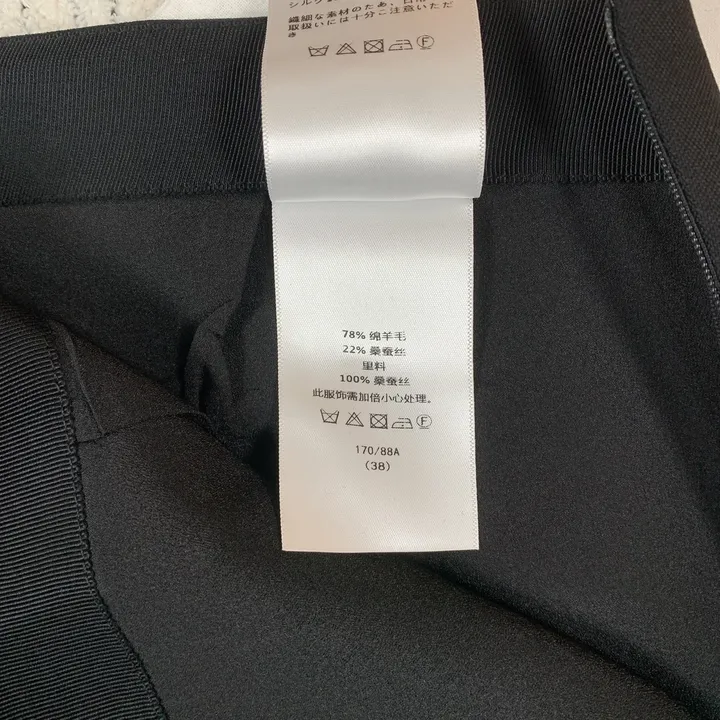 繊細な素材のため、日常
取扱いには十分ご注意いただ
き
F
78% 绵羊毛
22% 桑蚕丝
里料
100% 桑蚕丝
此服饰需加倍小心处理。
F
170/88A
(38)